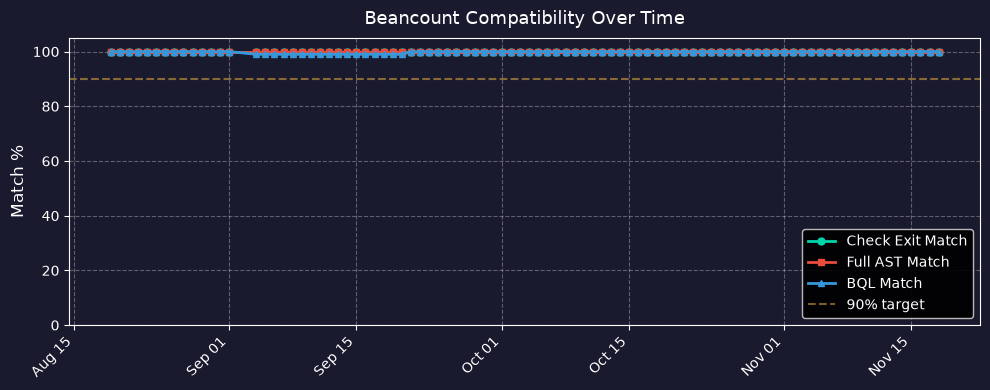 Beancount Compatibility Over Time
Match %
100
80
60
40
20
0
Aug 15
Sep 01
Sep 15
Oct 01
Oct 15
Nov 01
Nov 15
Check Exit Match
Full AST Match
BQL Match
90% target